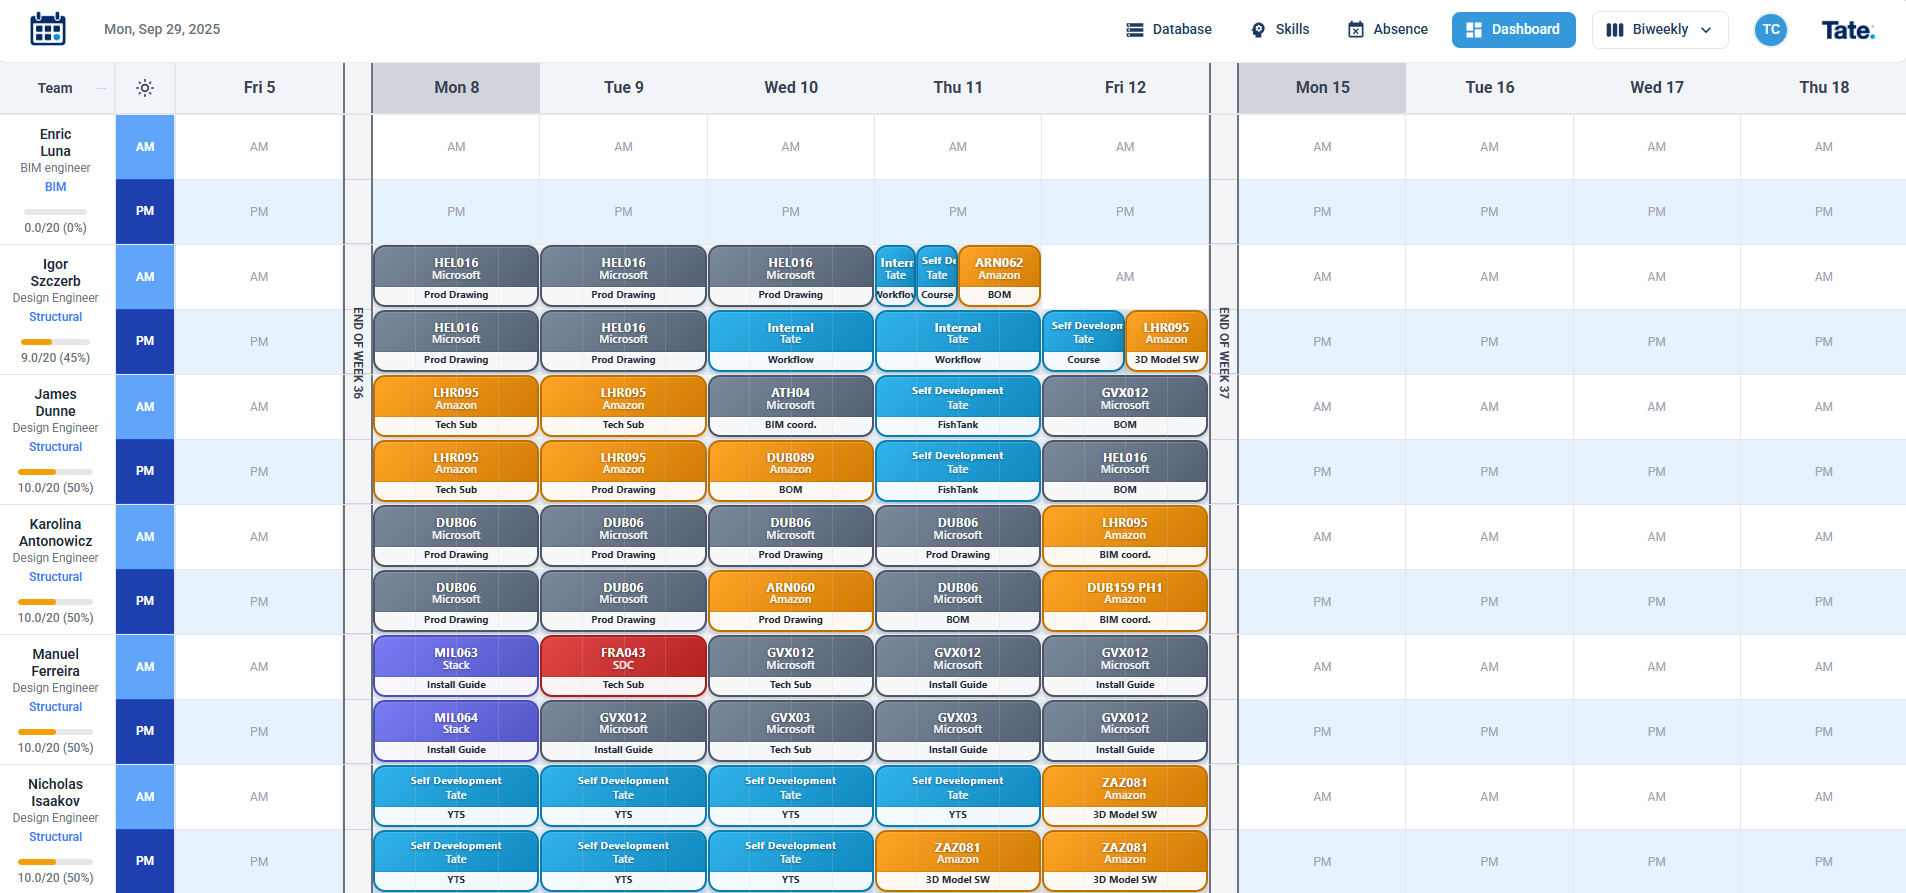 Mon, Sep 29, 2025
Database
Skills
Absence
Dashboard
Biweekly
TC
Tate.
Team
Fri 5
Mon 8
Tue 9
Wed 10
Thu 11
Fri 12
Mon 15
Tue 16
Wed 17
Thu 18
END OF WEEK 36
END OF WEEK 37
Enric
Luna
BIM engineer
BIM
0.0/20 (0%)
AM
AM AM AM AM AM AM AM AM AM AM
PM
PM PM PM PM PM PM PM PM PM PM
Igor
Szczerb
Design Engineer
Structural
9.0/20 (45%)
AM
AM
HEL016
Microsoft
Prod Drawing
HEL016
Microsoft
Prod Drawing
HEL016
Microsoft
Prod Drawing
Intern
Tate
Workflow
Self De
Tate
Course
ARN062
Amazon
BOM
AM
AM AM AM AM
PM
PM
HEL016
Microsoft
Prod Drawing
HEL016
Microsoft
Prod Drawing
Internal
Tate
Workflow
Internal
Tate
Workflow
Self Developm
Tate
Course
LHR095
Amazon
3D Model SW
PM PM PM PM
James
Dunne
Design Engineer
Structural
10.0/20 (50%)
AM
AM
LHR095
Amazon
Tech Sub
LHR095
Amazon
Tech Sub
ATH04
Microsoft
BIM coord.
Self Development
Tate
FishTank
GVX012
Microsoft
BOM
AM AM AM AM
PM
PM
LHR095
Amazon
Tech Sub
LHR095
Amazon
Prod Drawing
DUB089
Amazon
BOM
Self Development
Tate
FishTank
HEL016
Microsoft
BOM
PM PM PM PM
Karolina
Antonowicz
Design Engineer
Structural
10.0/20 (50%)
AM
AM
DUB06
Microsoft
Prod Drawing
DUB06
Microsoft
Prod Drawing
DUB06
Microsoft
Prod Drawing
DUB06
Microsoft
Prod Drawing
LHR095
Amazon
BIM coord.
AM AM AM AM
PM
PM
DUB06
Microsoft
Prod Drawing
DUB06
Microsoft
Prod Drawing
ARN060
Amazon
Prod Drawing
DUB06
Microsoft
BOM
DUB159 PH1
Amazon
BIM coord.
PM PM PM PM
Manuel
Ferreira
Design Engineer
Structural
10.0/20 (50%)
AM
AM
MIL063
Stack
Install Guide
FRA043
SDC
Tech Sub
GVX012
Microsoft
Tech Sub
GVX012
Microsoft
Install Guide
GVX012
Microsoft
Install Guide
AM AM AM AM
PM
PM
MIL064
Stack
Install Guide
GVX012
Microsoft
Install Guide
GVX03
Microsoft
Tech Sub
GVX03
Microsoft
Install Guide
GVX012
Microsoft
Install Guide
PM PM PM PM
Nicholas
Isaakov
Design Engineer
Structural
10.0/20 (50%)
AM
AM
Self Development
Tate
YTS
Self Development
Tate
YTS
Self Development
Tate
YTS
Self Development
Tate
YTS
ZAZ081
Amazon
3D Model SW
AM AM AM AM
PM
PM
Self Development
Tate
YTS
Self Development
Tate
YTS
Self Development
Tate
YTS
ZAZ081
Amazon
3D Model SW
ZAZ081
Amazon
3D Model SW
PM PM PM PM